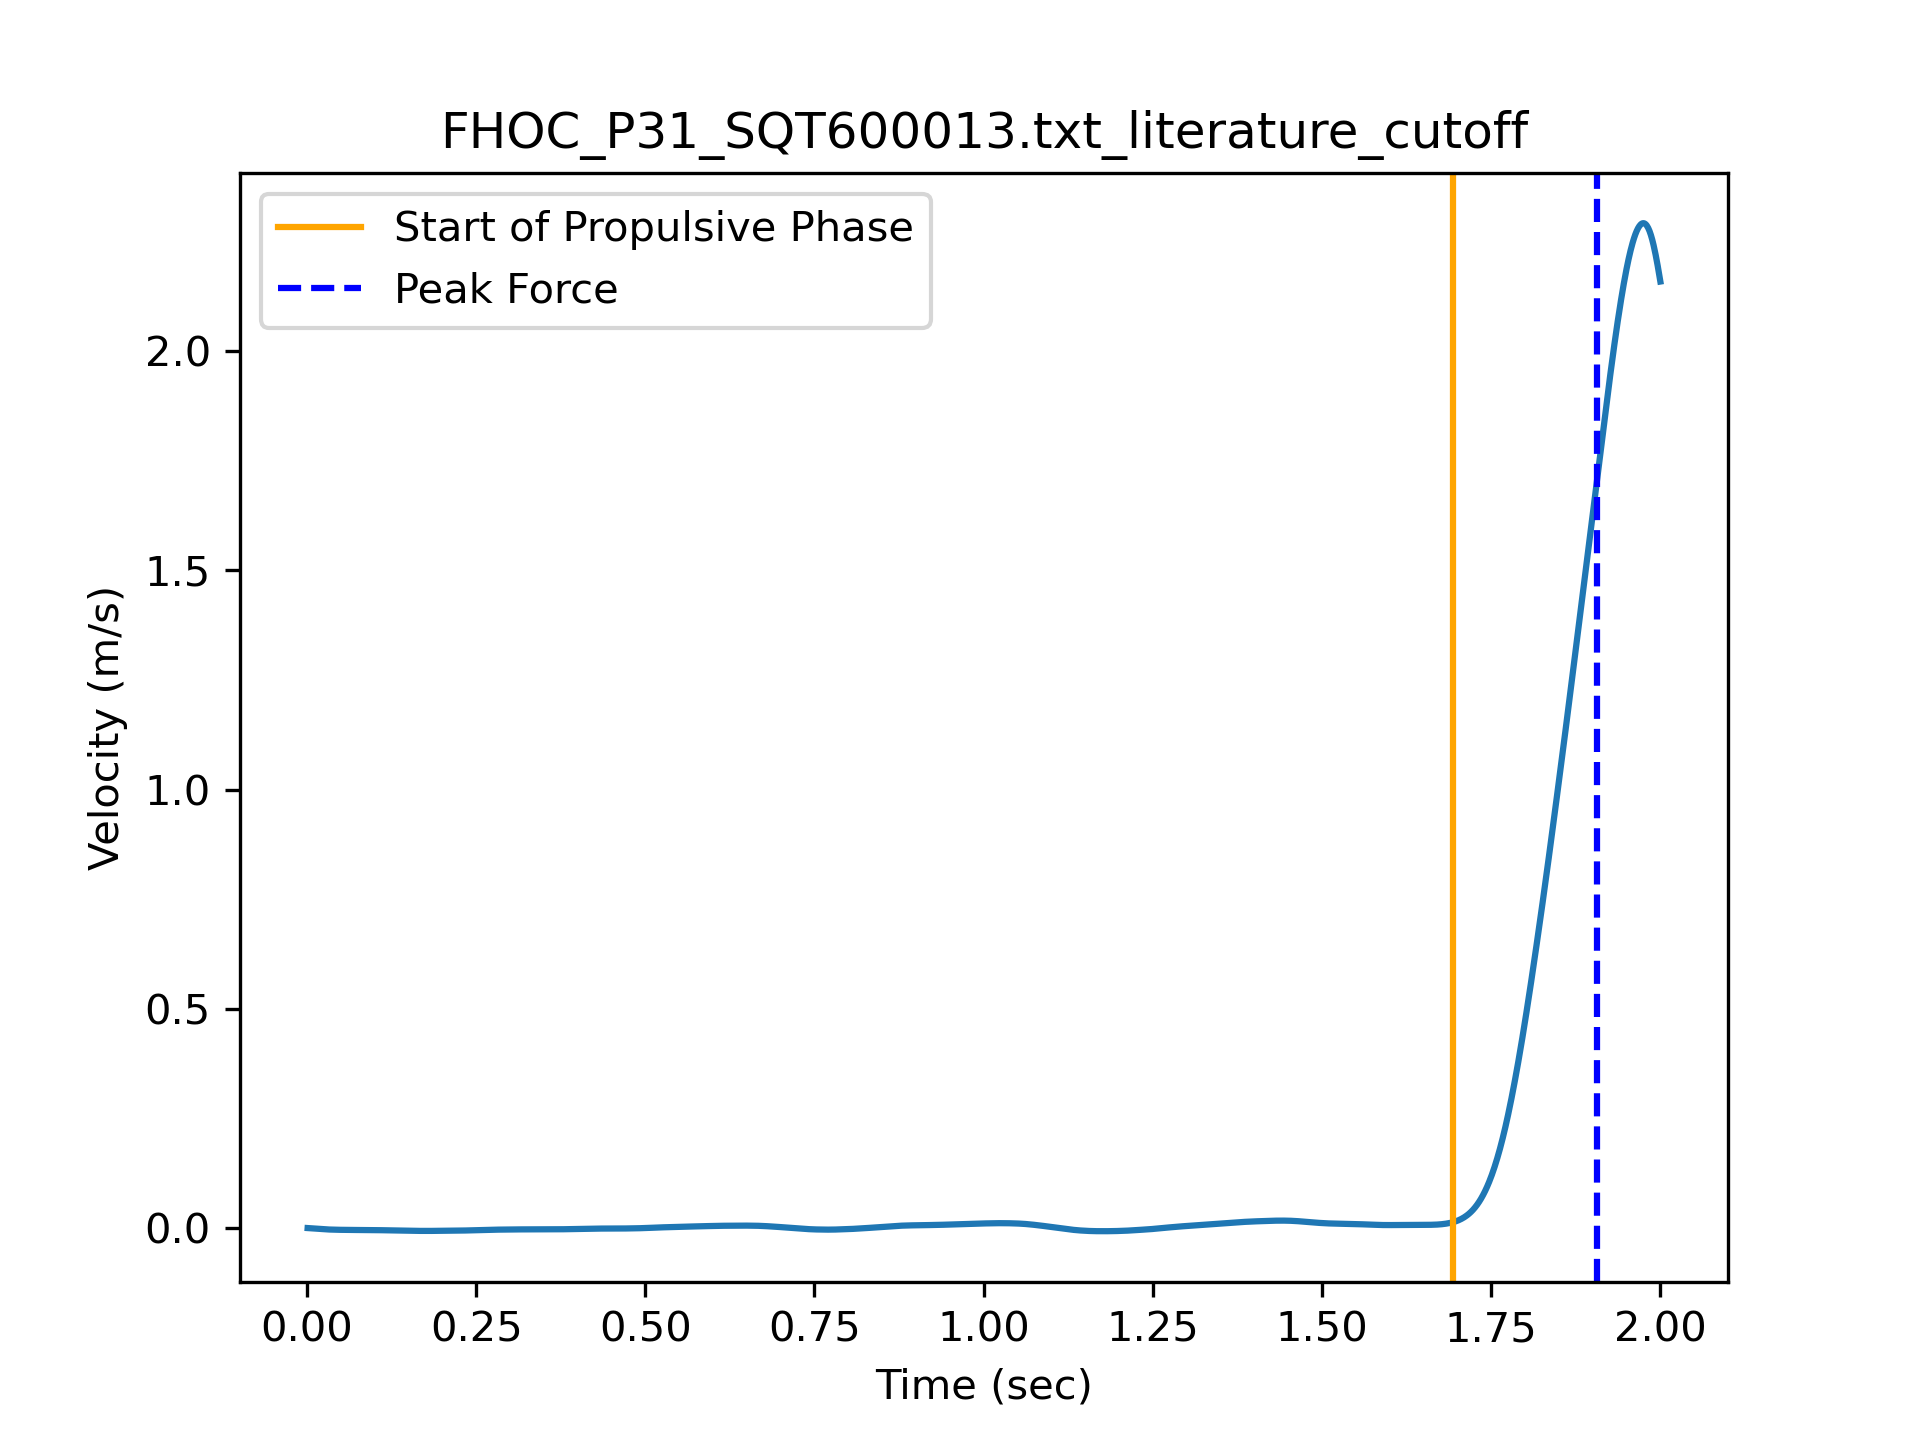 FHOC_P31_SQT600013.txt_literature_cutoff
Start of Propulsive Phase
Peak Force
2.0
1.5
1.0
0.5
0.0
Velocity (m/s)
0.00 0.25 0.50 0.75 1.00 1.25 1.50 1.75 2.00
Time (sec)